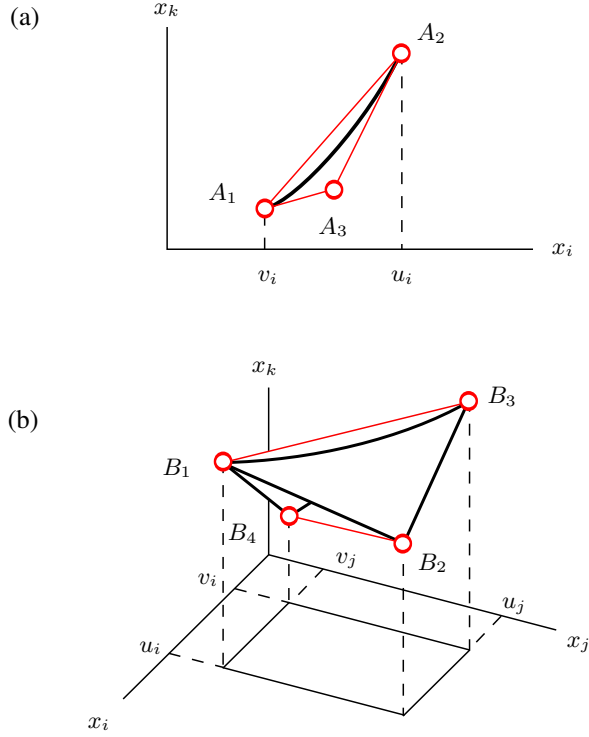 (a)
x_k
A_2
A_1
A_3
x_i
v_i
u_i
x_k
(b)
B_3
B_1
B_4
B_2
v_j
v_i
u_j
u_i
x_j
x_i